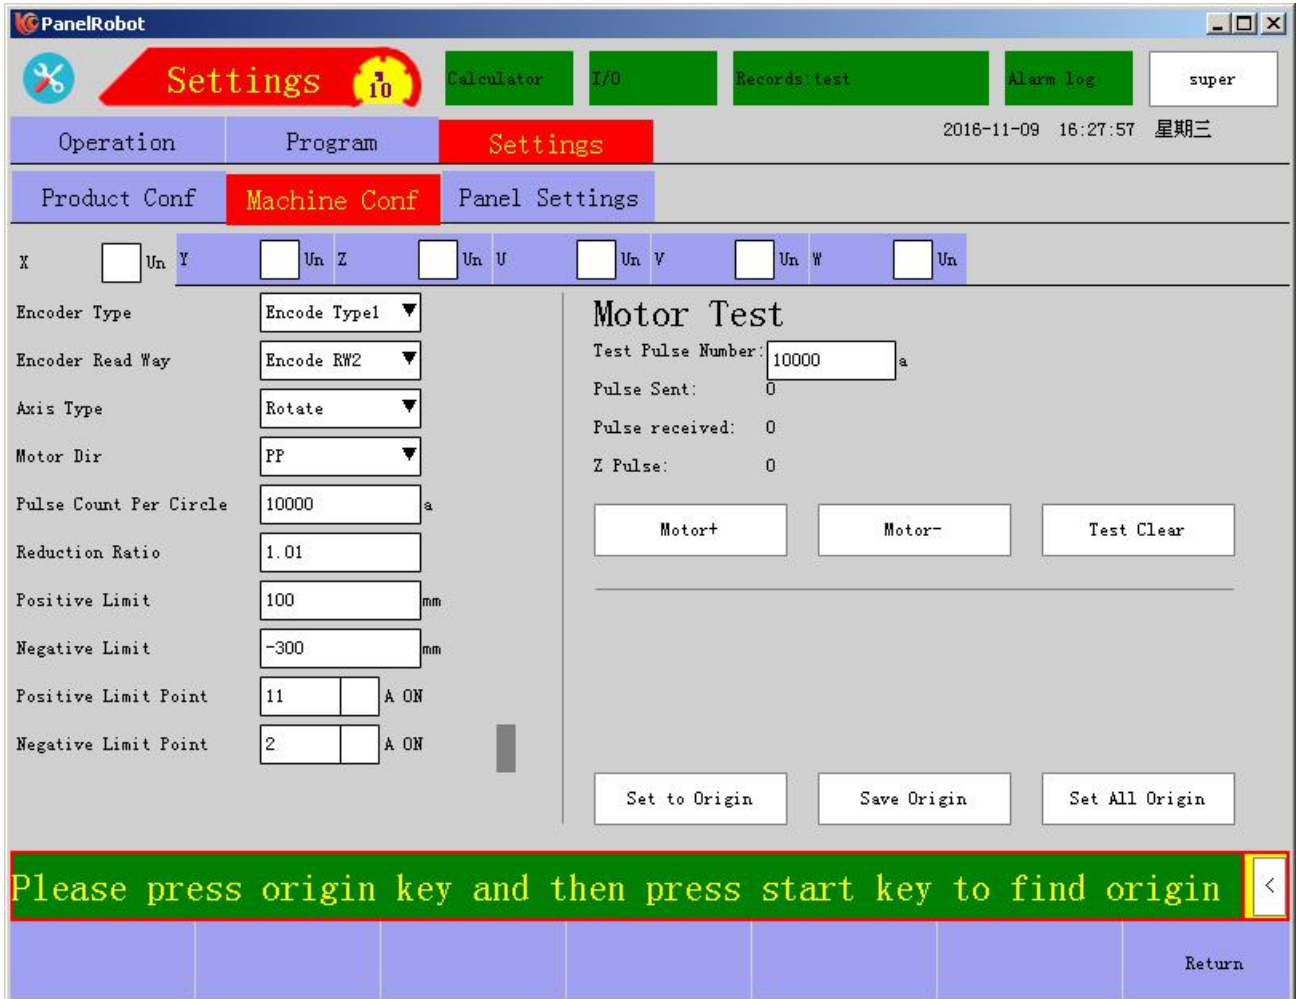 PanelRobot
Settings 10 Calculator I/O Records:test Alarm log super
Operation Program Settings 2016-11-09 16:27:57 星期三
Product Conf Machine Conf Panel Settings
X Un Y Un Z Un U Un V Un W Un
Encoder Type Encode Type1
Encoder Read Way Encode RW2
Axis Type Rotate
Motor Dir PP
Pulse Count Per Circle 10000 a
Reduction Ratio 1.01
Positive Limit 100 mm
Negative Limit -300 mm
Positive Limit Point 11 A ON
Negative Limit Point 2 A ON
Motor Test
Test Pulse Number: 10000 a
Pulse Sent: 0
Pulse received: 0
Z Pulse: 0
Motor+ Motor- Test Clear
Set to Origin Save Origin Set All Origin
Please press origin key and then press start key to find origin <
Return